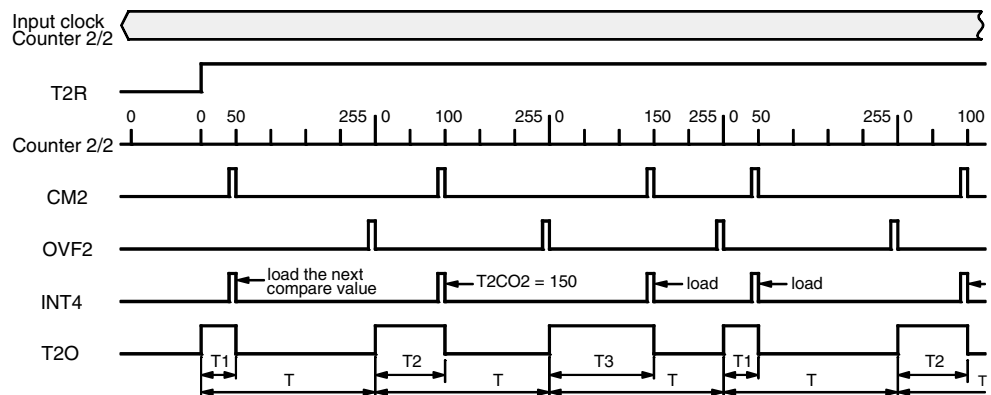 Input clock
Counter 2/2
T2R
0 0 50 255 0 100 255 0 150 255 0 50 255 0 100
Counter 2/2
CM2
OVF2
INT4
load the next
compare value
T2CO2 = 150
load
load
T2O
T1 T2 T3 T1 T2
T T T T T